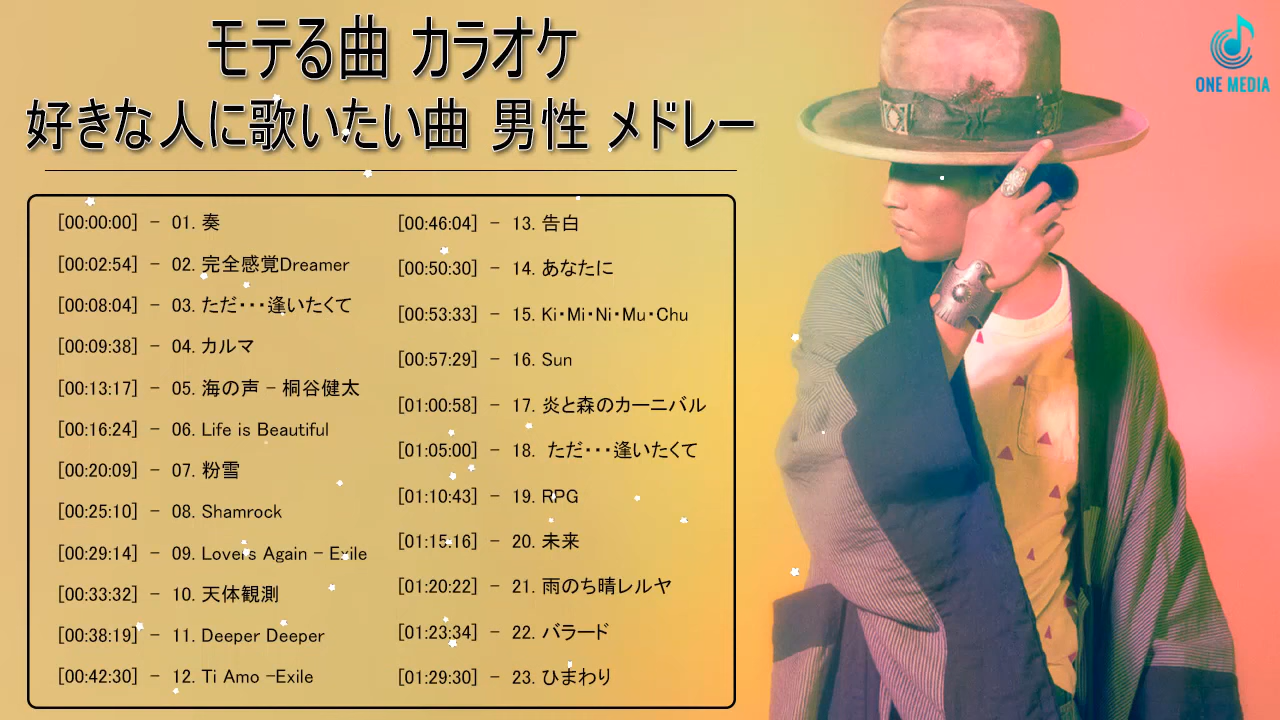 モテる曲 カラオケ
好きな人に歌いたい曲 男性 メドレー
ONE MEDIA
[00:00:00] - 01. 奏
[00:02:54] - 02. 完全感覚Dreamer
[00:08:04] - 03. ただ・・・逢いたくて
[00:09:38] - 04. カルマ
[00:13:17] - 05. 海の声 - 桐谷健太
[00:16:24] - 06. Life is Beautiful
[00:20:09] - 07. 粉雪
[00:25:10] - 08. Shamrock
[00:29:14] - 09. Lovers Again - Exile
[00:33:32] - 10. 天体観測
[00:38:19] - 11. Deeper Deeper
[00:42:30] - 12. Ti Amo -Exile
[00:46:04] - 13. 告白
[00:50:30] - 14. あなたに
[00:53:33] - 15. Ki・Mi・Ni・Mu・Chu
[00:57:29] - 16. Sun
[01:00:58] - 17. 炎と森のカーニバル
[01:05:00] - 18. ただ・・・逢いたくて
[01:10:43] - 19. RPG
[01:15:16] - 20. 未来
[01:20:22] - 21. 雨のち晴レルヤ
[01:23:34] - 22. バラード
[01:29:30] - 23. ひまわり